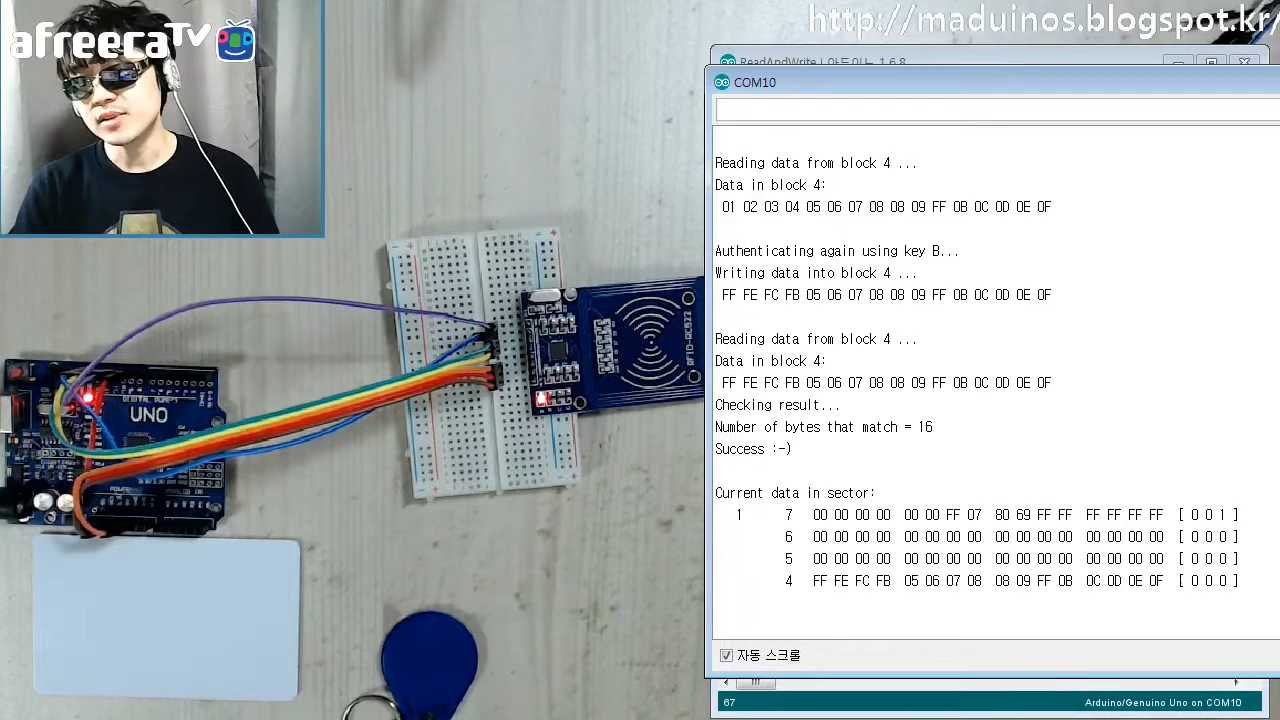 afreecaTV
http://maduinos.blogspot.kr/
ReadAndWrite | 아두이노 1.6.8
COM10
Reading data from block 4 ...
Data in block 4:
01 02 03 04 05 06 07 08 08 09 FF 0B 0C 0D 0E 0F
Authenticating again using key B...
Writing data into block 4 ...
FF FE FC FB 05 06 07 08 08 09 FF 0B 0C 0D 0E 0F
Reading data from block 4 ...
Data in block 4:
FF FE FC FB 05 06 07 08 08 09 FF 0B 0C 0D 0E 0F
Checking result...
Number of bytes that match = 16
Success :-)
Current data in sector:
1 7 00 00 00 00 00 00 FF 07 80 69 FF FF FF FF FF FF [ 0 0 1 ]
6 00 00 00 00 00 00 00 00 00 00 00 00 00 00 00 00 [ 0 0 0 ]
5 00 00 00 00 00 00 00 00 00 00 00 00 00 00 00 00 [ 0 0 0 ]
4 FF FE FC FB 05 06 07 08 08 09 FF 0B 0C 0D 0E 0F [ 0 0 0 ]
자동 스크롤
67
Arduino/Genuino Uno on COM10
UNO
RFID-RC522